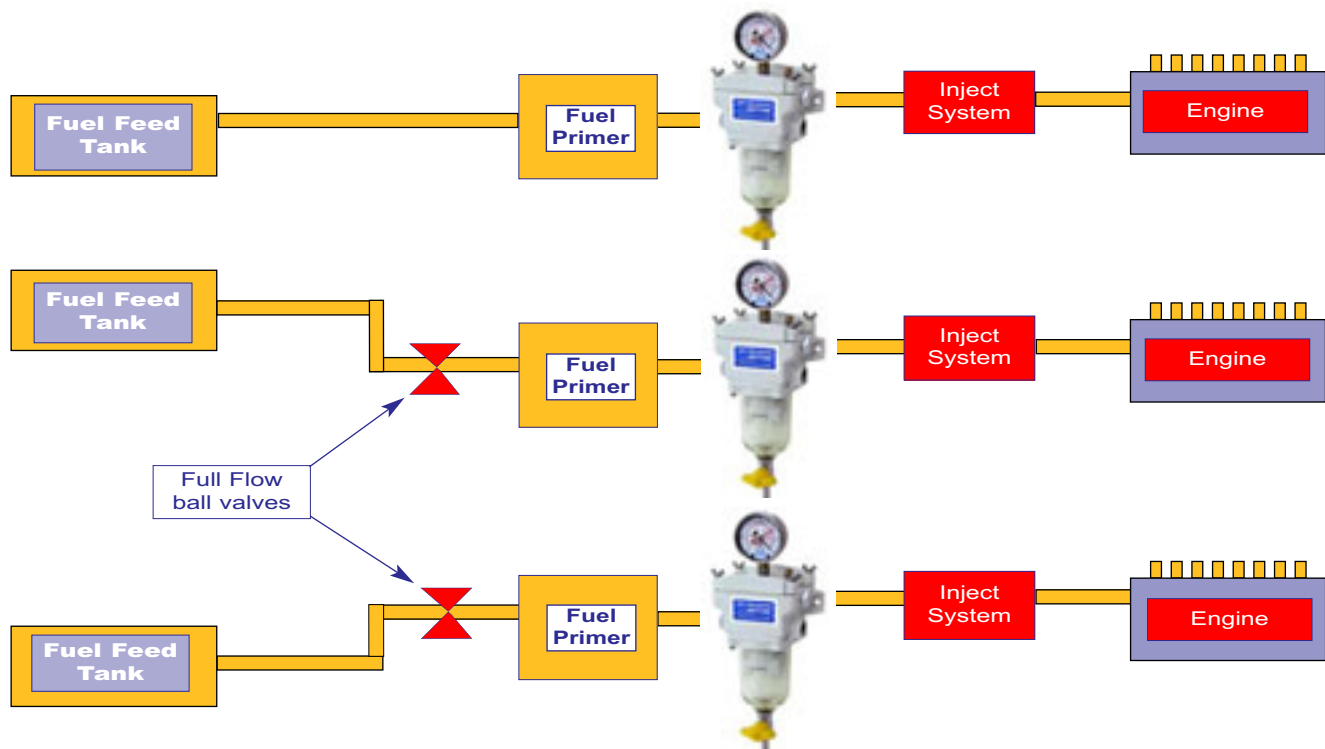 Fuel Feed
Tank
Fuel
Primer
Inject
System
Engine
Fuel Feed
Tank
Fuel
Primer
Inject
System
Engine
Full Flow
ball valves
Fuel Feed
Tank
Fuel
Primer
Inject
System
Engine